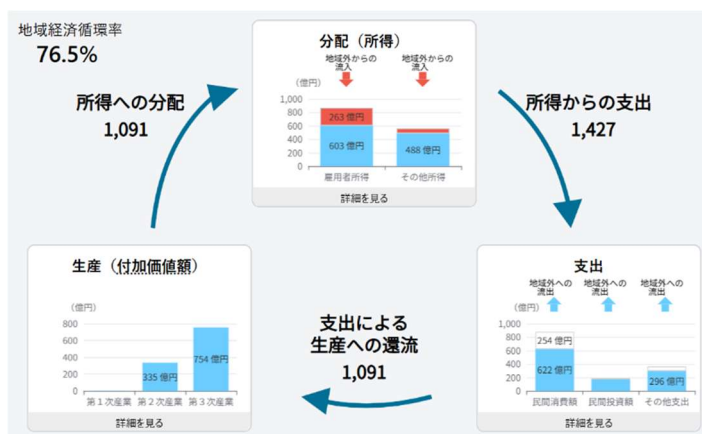 地域経済循環率
76.5%
所得への分配
1,091
分配（所得）
地域外からの
流入
地域外からの
流入
（億円）
1,000
800
600
400
200
0
263 億円
603 億円
488 億円
雇用者所得
その他所得
詳細を見る
所得からの支出
1,427
生産（付加価値額）
（億円）
800
600
400
200
0
335 億円
754 億円
第１次産業
第２次産業
第３次産業
詳細を見る
支出による
生産への還流
1,091
支出
地域外への
流出
地域外への
流出
地域外への
流出
（億円）
1,000
800
600
400
200
0
254 億円
622 億円
296 億円
民間消費額
民間投資額
その他支出
詳細を見る